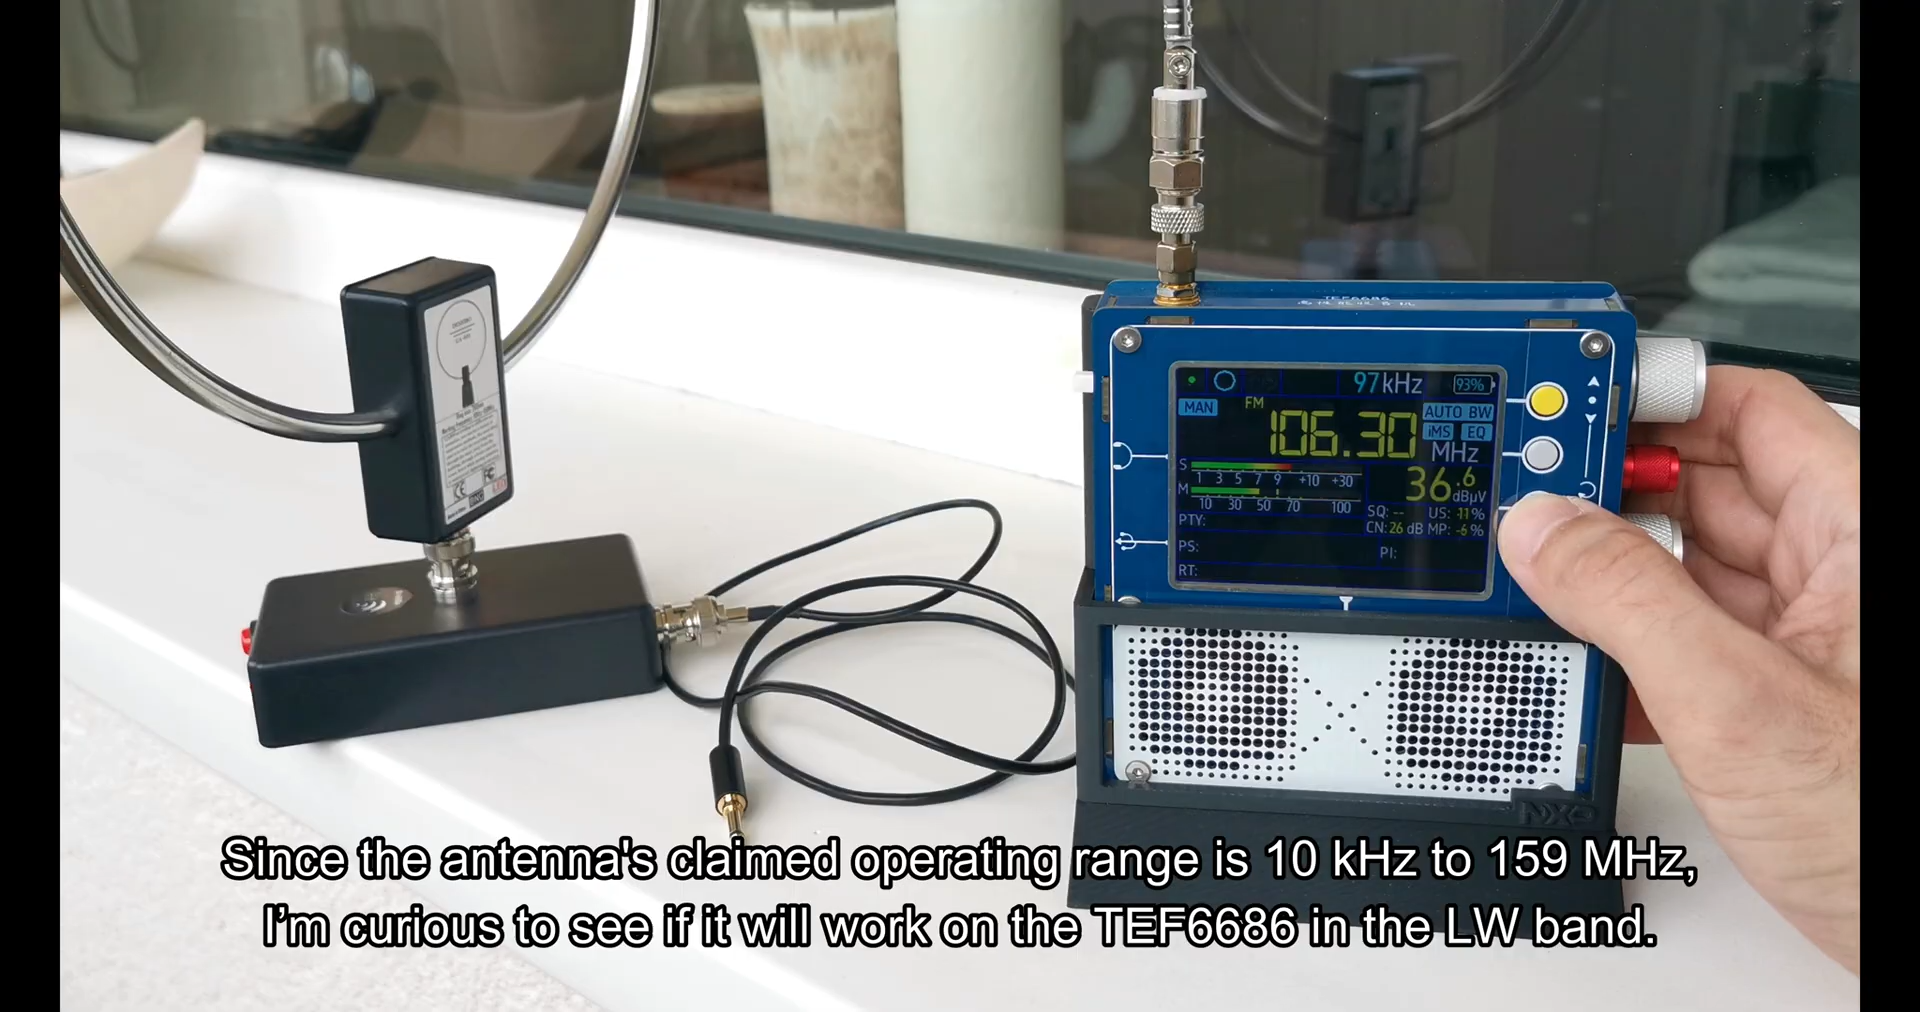 TEF6686
97kHz
93%
MAN
FM
106.30
MHz
AUTO BW
iMS EQ
S
1 3 5 7 9 +10 +30
M
10 30 50 70 100
36.6
dBµV
SQ: -- US: 11%
CN: 26 dB MP: -6%
PTY:
PS:
PI:
RT:
NXP
Since the antenna's claimed operating range is 10 kHz to 159 MHz,
I'm curious to see if it will work on the TEF6686 in the LW band.